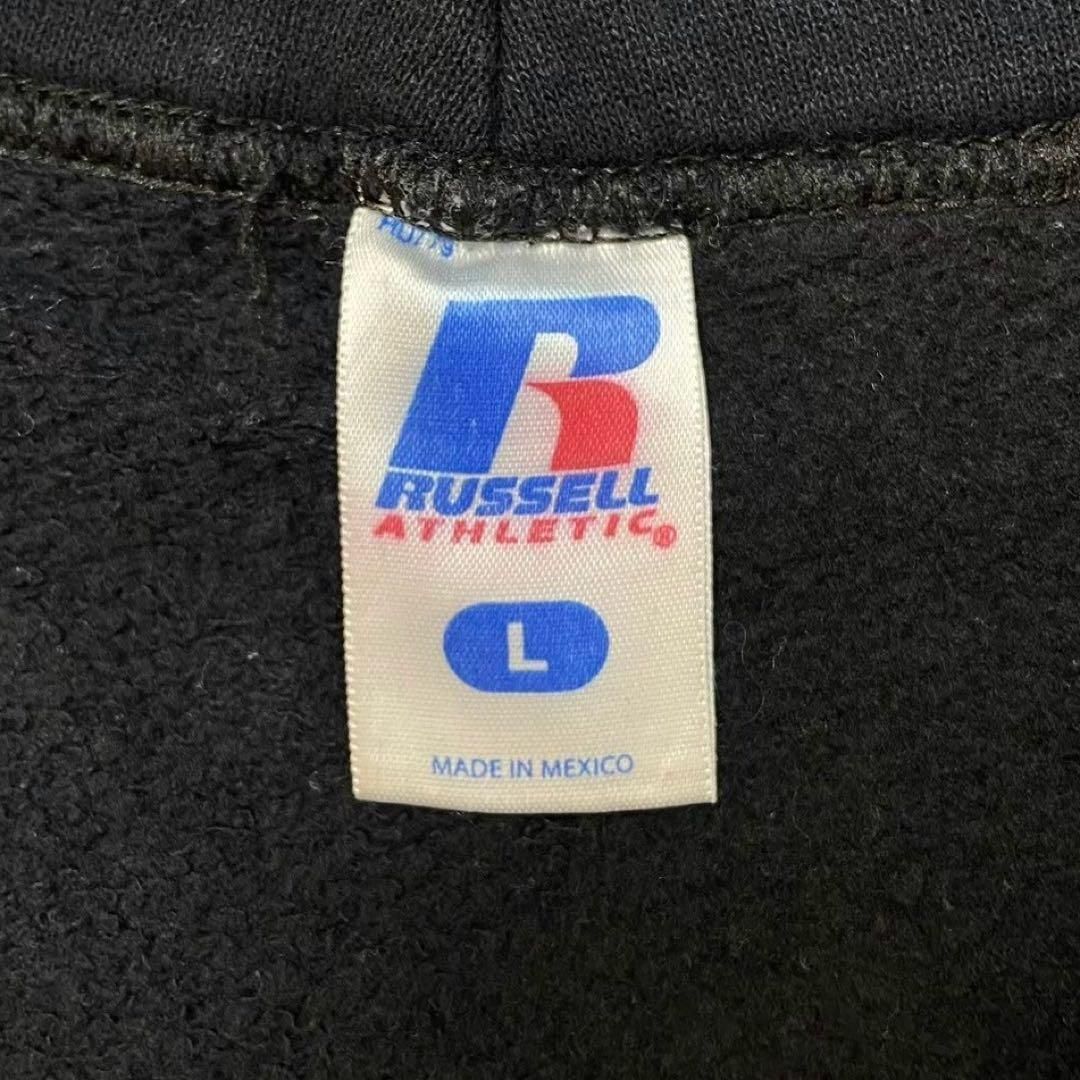 R
RUSSELL
ATHLETIC®
L
MADE IN MEXICO